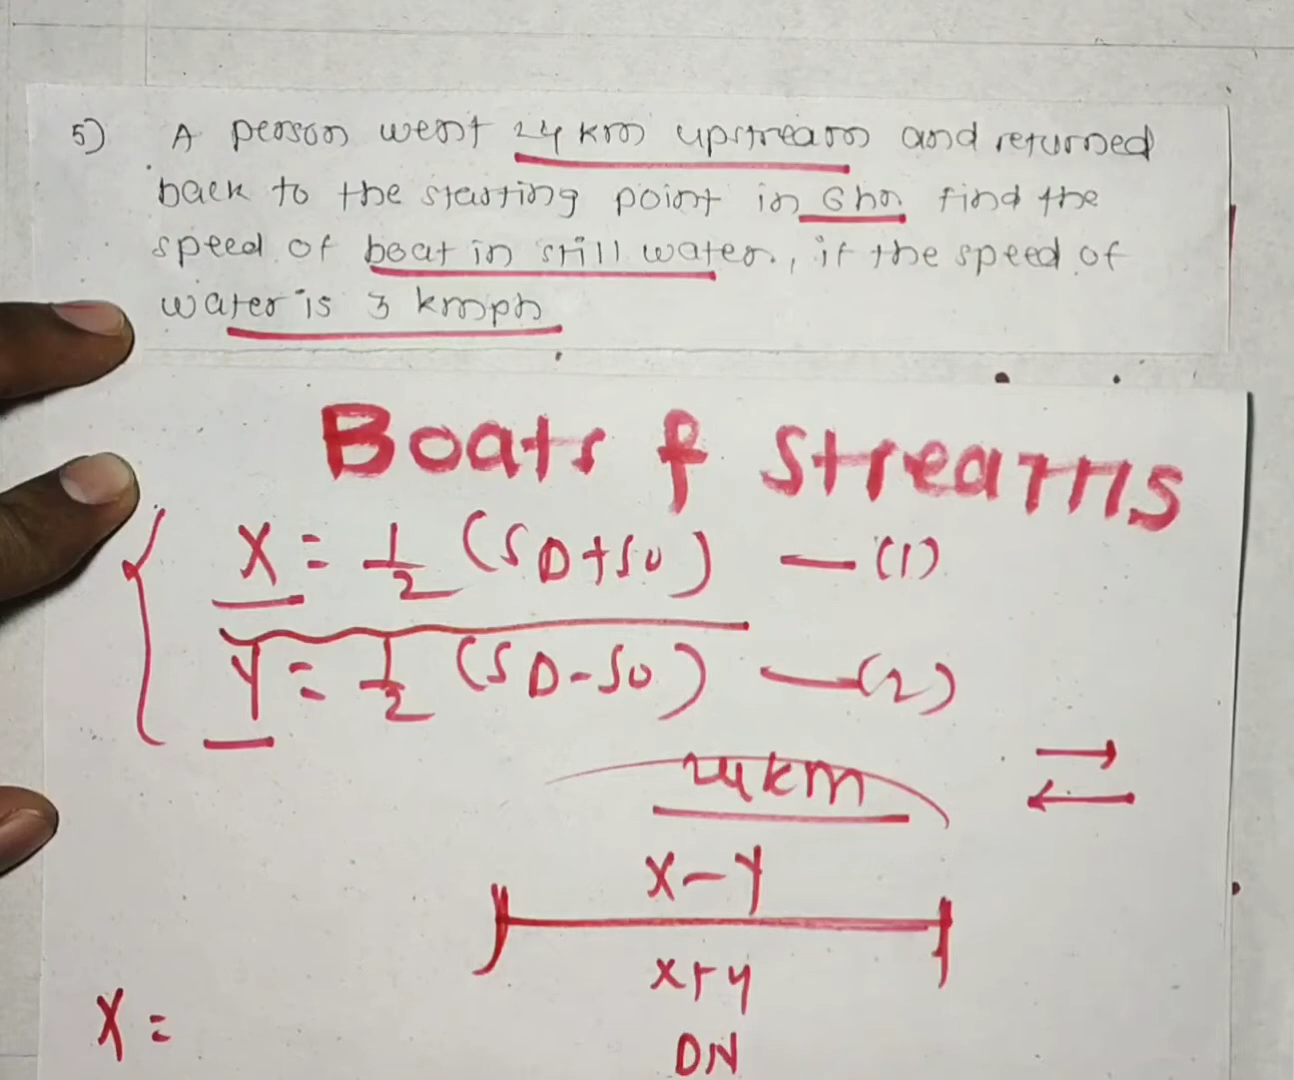 5) A person went 24 km upstream and returned
back to the starting point in 6 hr find the
speed of boat in still water, if the speed of
water is 3 kmph
Boats & Streams
X = 1/2 (SD+SU) — (1)
Y = 1/2 (SD-SU) — (2)
24km
X-Y
x+y
DN
X =